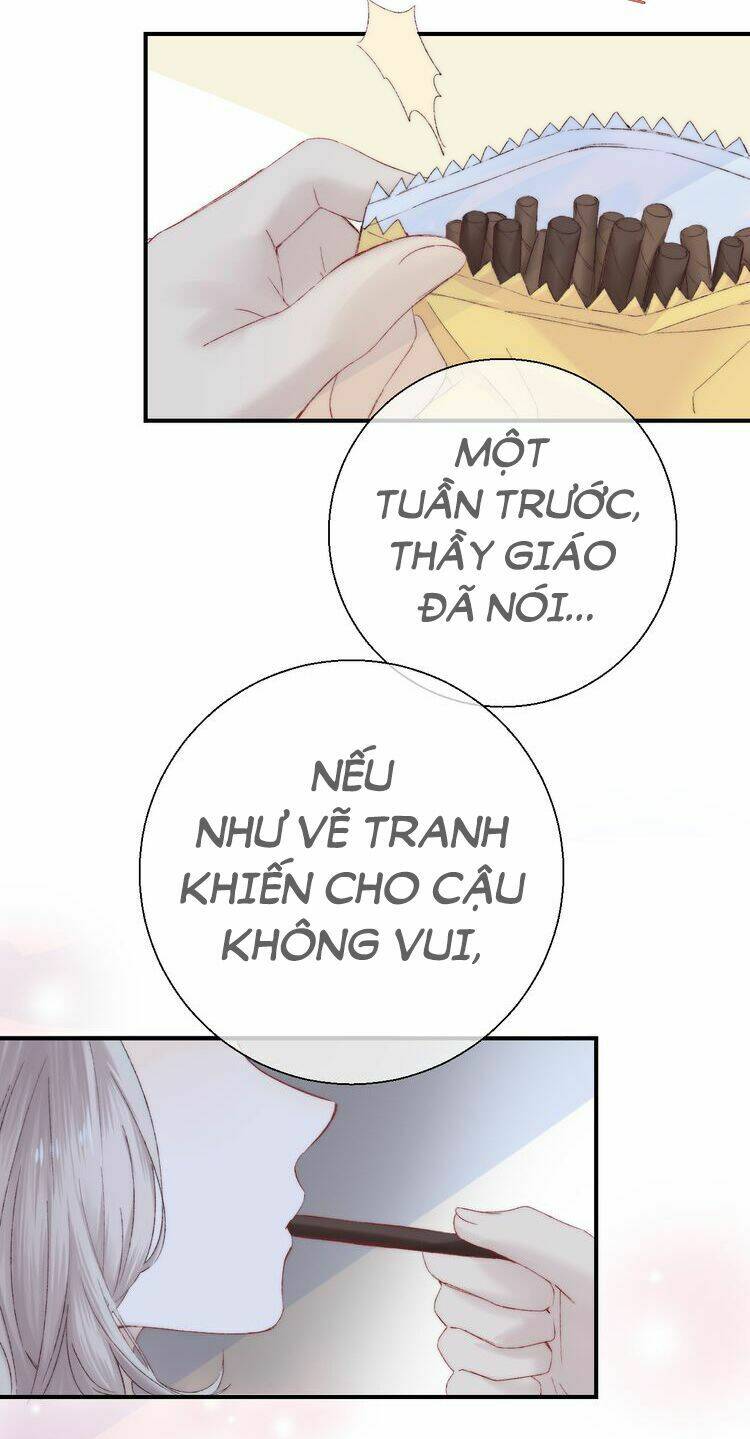 MỘT
TUẦN TRƯỚC,
THẦY GIÁO
ĐÃ NÓI...
NẾU
NHƯ VẼ TRANH
KHIẾN CHO CẬU
KHÔNG VUI,